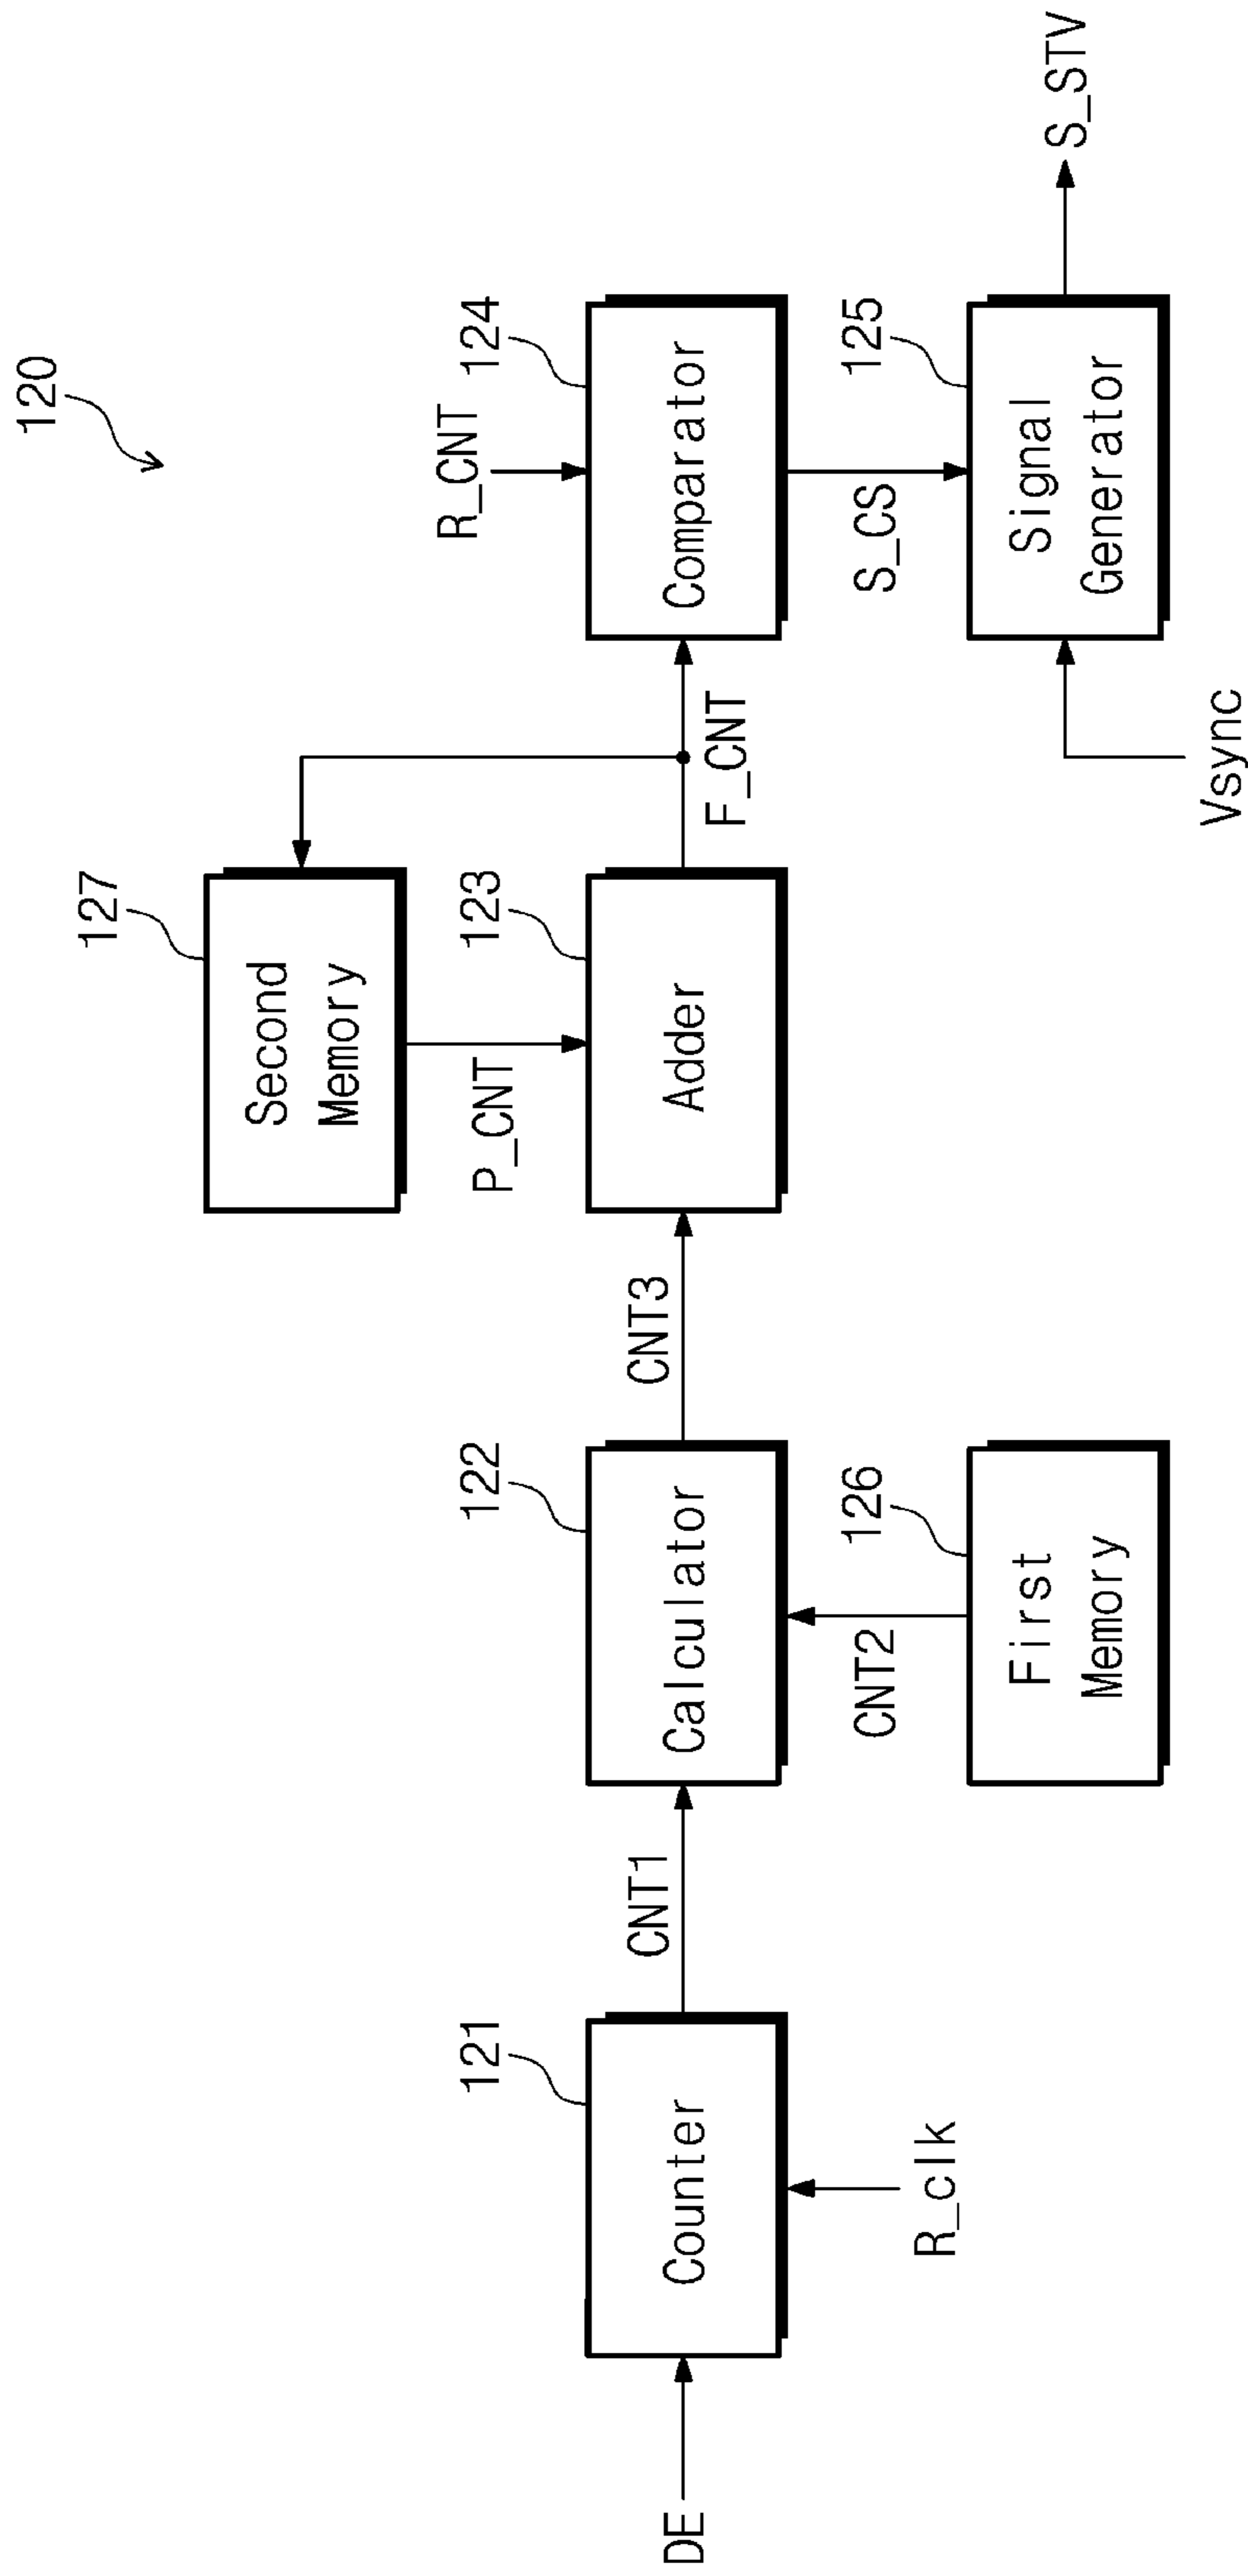 120
127
Second
Memory
P_CNT
R_CNT
DE
121
Counter
R_clk
CNT1
122
Calculator
CNT2
126
First
Memory
CNT3
123
Adder
F_CNT
124
Comparator
S_CS
125
Signal
Generator
Vsync
S_STV